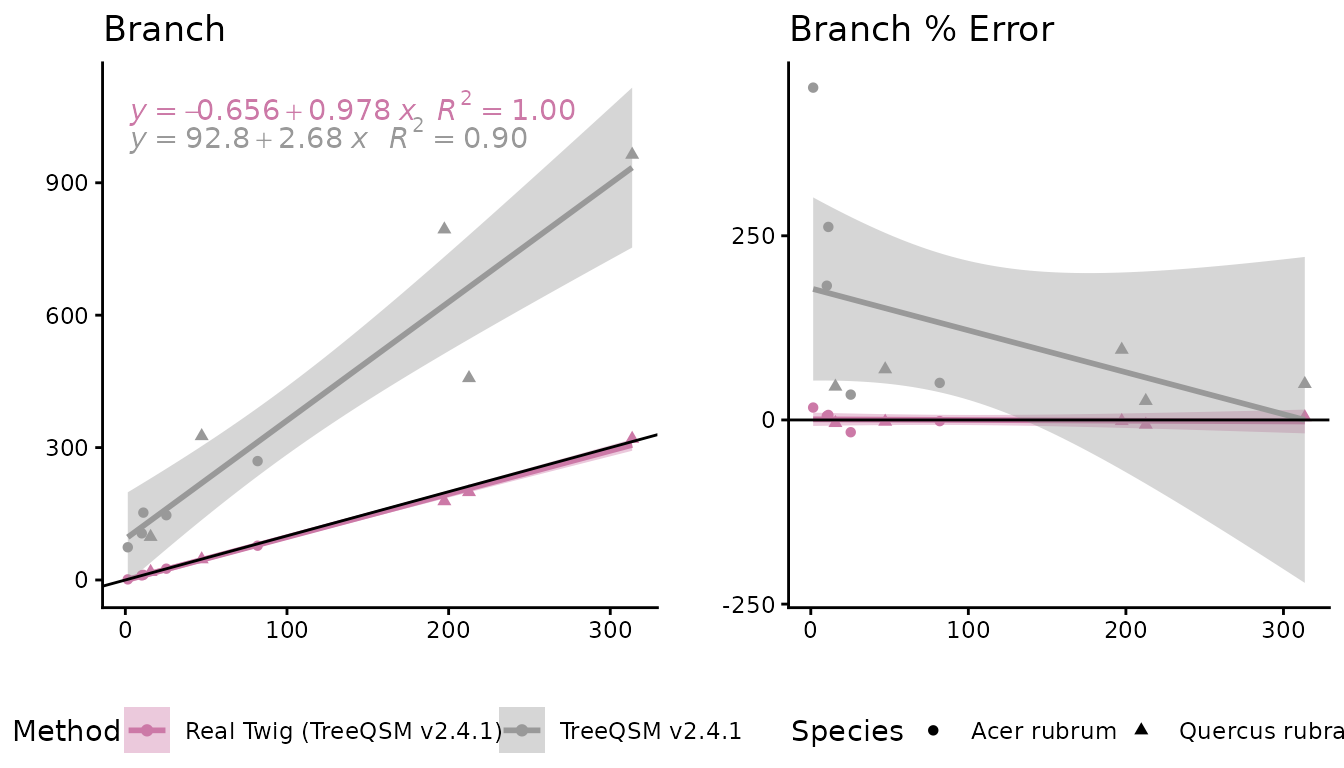 Branch
y = −0.656 + 0.978 x  R² = 1.00
y = 92.8 + 2.68 x  R² = 0.90
900
600
300
0
0 100 200 300
Branch % Error
250
0
-250
0 100 200 300
Method Real Twig (TreeQSM v2.4.1) TreeQSM v2.4.1
Species Acer rubrum Quercus rubra